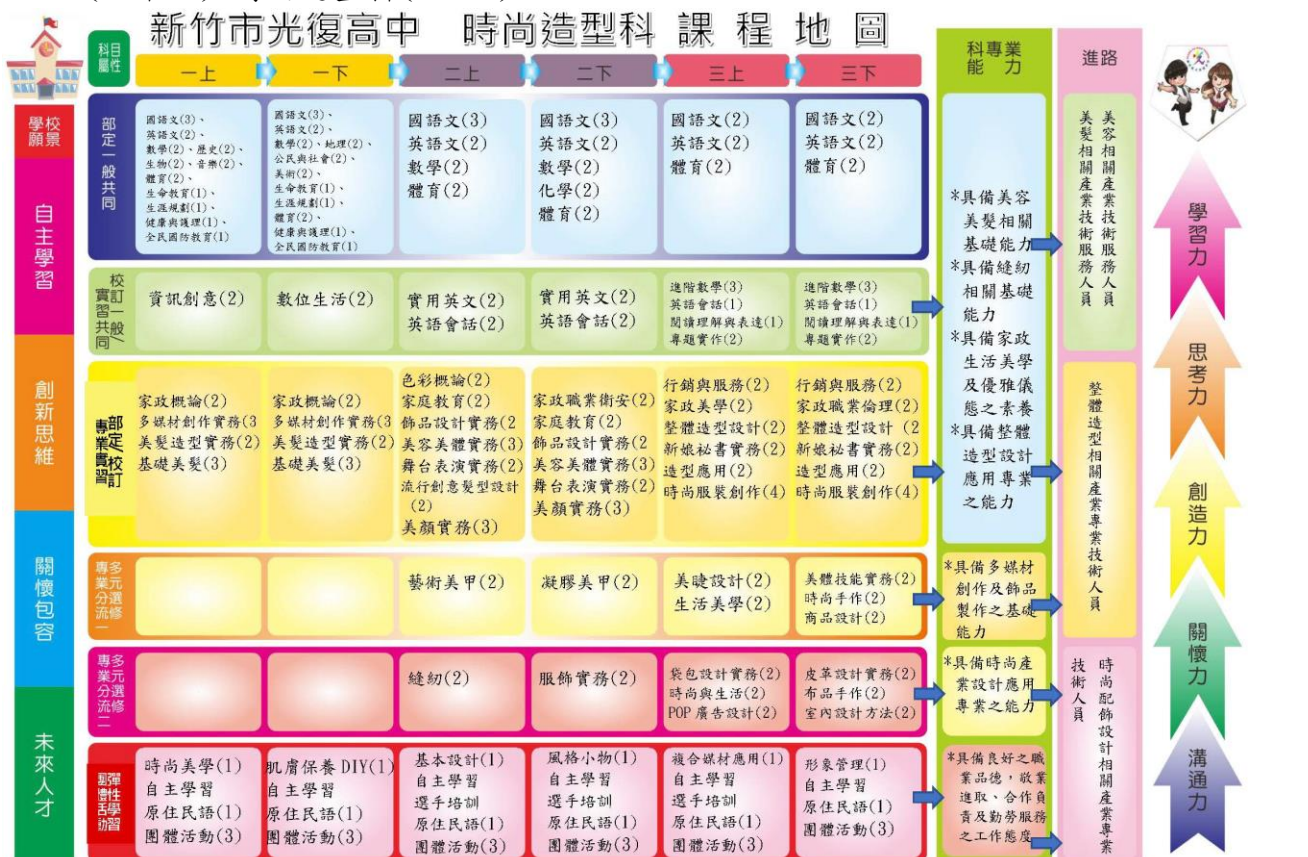 新竹市光復高中 時尚造型科 課程地圖
科目
屬性
一上
一下
二上
二下
三上
三下
科專業
能力
進路
學校
願景
自主學習
創新思維
關懷包容
未來人才
部定一般共同
國語文(3)、
英語文(2)、
數學(2)、歷史(2)、
生物(2)、音樂(2)、
體育(2)、
生命教育(1)、
生涯規劃(1)、
健康與護理(1)、
全民國防教育(1)
國語文(3)、
英語文(2)、
數學(2)、地理(2)、
公民與社會(2)、
美術(2)、
生命教育(1)、
生涯規劃(1)、
體育(2)、
健康與護理(1)、
全民國防教育(1)
國語文(3)
英語文(2)
數學(2)
體育(2)
國語文(3)
英語文(2)
數學(2)
化學(2)
體育(2)
國語文(2)
英語文(2)
體育(2)
國語文(2)
英語文(2)
體育(2)
校訂一般/
實習共同
資訊創意(2)
數位生活(2)
實用英文(2)
英語會話(2)
實用英文(2)
英語會話(2)
進階數學(3)
英語會話(1)
閱讀理解與表達(1)
專題實作(2)
進階數學(3)
英語會話(1)
閱讀理解與表達(1)
專題實作(2)
部定/校訂
專業實習
家政概論(2)
多媒材創作實務(3
美髮造型實務(2)
基礎美髮(3)
家政概論(2)
多媒材創作實務(3
美髮造型實務(2)
基礎美髮(3)
色彩概論(2)
家庭教育(2)
飾品設計實務(2
美容美體實務(3)
舞台表演實務(2)
流行創意髮型設計
(2)
美顏實務(3)
家政職業衛安(2)
家庭教育(2)
飾品設計實務(2
美容美體實務(3)
舞台表演實務(2)
美顏實務(3)
行銷與服務(2)
家政美學(2)
整體造型設計(2)
新娘祕書實務(2)
造型應用(2)
時尚服裝創作(4)
行銷與服務(2)
家政職業倫理(2)
整體造型設計 (2
新娘祕書實務(2)
造型應用(2)
時尚服裝創作(4)
多元選修
專業分流一
藝術美甲(2)
凝膠美甲(2)
美睫設計(2)
生活美學(2)
美體技能實務(2)
時尚手作(2)
商品設計(2)
多元選修
專業分流二
縫紉(2)
服飾實務(2)
袋包設計實務(2)
時尚與生活(2)
POP 廣告設計(2)
皮革設計實務(2)
布品手作(2)
室內設計方法(2)
彈性學習
團體活動
時尚美學(1)
自主學習
原住民語(1)
團體活動(3)
肌膚保養 DIY(1)
自主學習
原住民語(1)
團體活動(3)
基本設計(1)
自主學習
選手培訓
原住民語(1)
團體活動(3)
風格小物(1)
自主學習
選手培訓
原住民語(1)
團體活動(3)
複合媒材應用(1)
自主學習
選手培訓
原住民語(1)
團體活動(3)
形象管理(1)
自主學習
原住民語(1)
團體活動(3)
*具備美容
美髮相關
基礎能力
*具備縫紉
相關基礎
能力
*具備家政
生活美學
及優雅儀
態之素養
*具備整體
造型設計
應用專業
之能力
*具備多媒材
創作及飾品
製作之基礎
能力
*具備時尚產
業設計應用
專業之能力
*具備良好之職
業品德,敬業
進取、合作負
責及勤勞服務
之工作態度
美容相關產業技術服務人員
美髮相關產業技術服務人員
整體造型相關產業專業技術人員
時尚配飾設計相關產業專業
技術人員
學習力
思考力
創造力
關懷力
溝通力